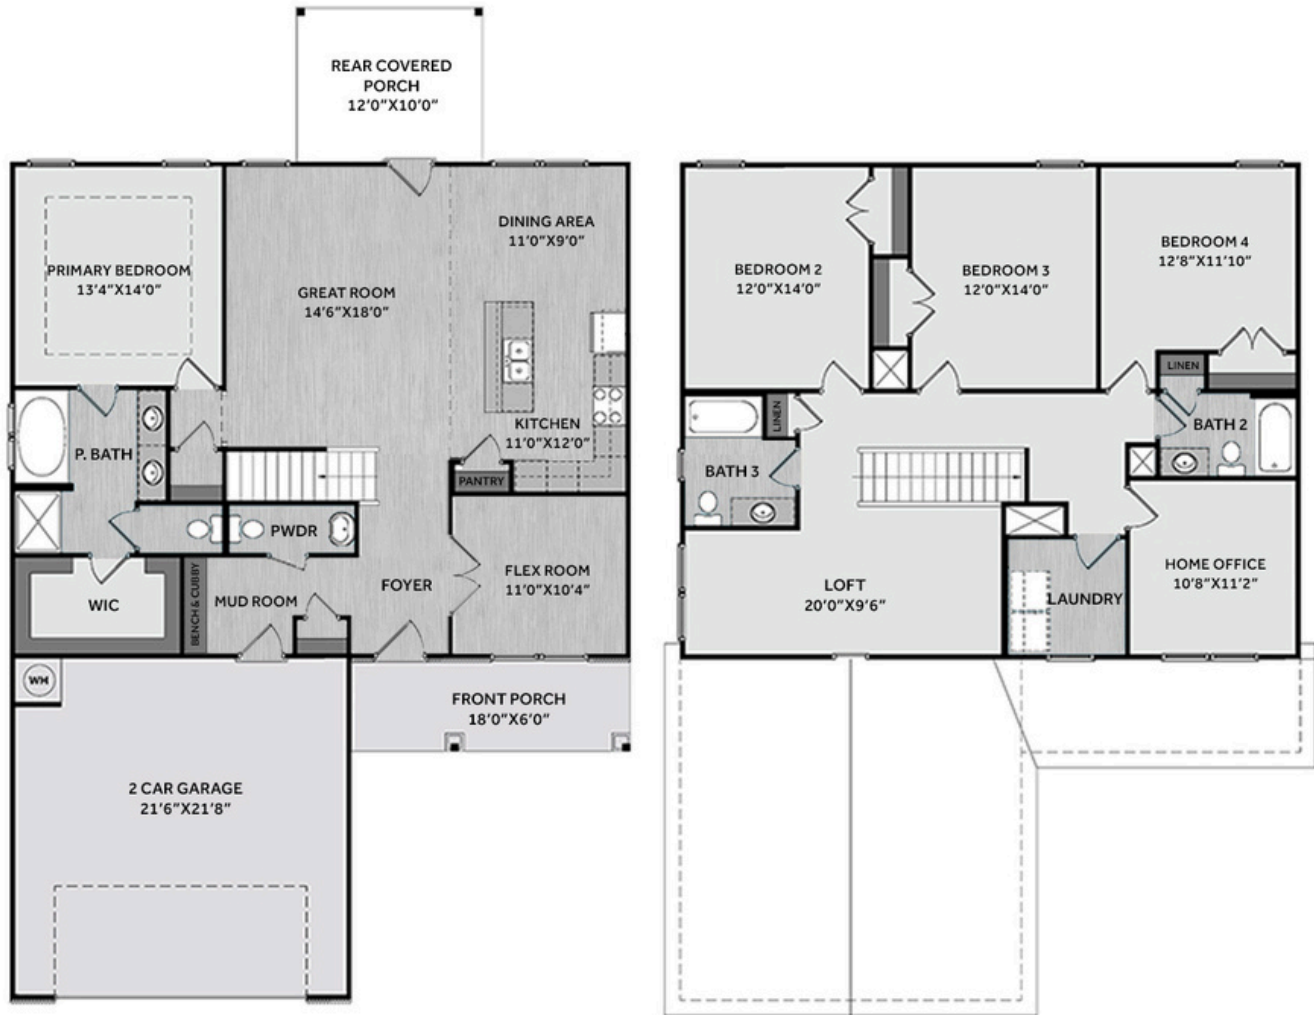 REAR COVERED
PORCH
12'0"X10'0"
PRIMARY BEDROOM
13'4"X14'0"
GREAT ROOM
14'6"X18'0"
DINING AREA
11'0"X9'0"
KITCHEN
11'0"X12'0"
PANTRY
P. BATH
PWDR
WIC
BENCH & CUBBY
MUD ROOM
FOYER
FLEX ROOM
11'0"X10'4"
WH
FRONT PORCH
18'0"X6'0"
2 CAR GARAGE
21'6"X21'8"
BEDROOM 2
12'0"X14'0"
BEDROOM 3
12'0"X14'0"
BEDROOM 4
12'8"X11'10"
LINEN
LINEN
BATH 2
BATH 3
LOFT
20'0"X9'6"
LAUNDRY
HOME OFFICE
10'8"X11'2"